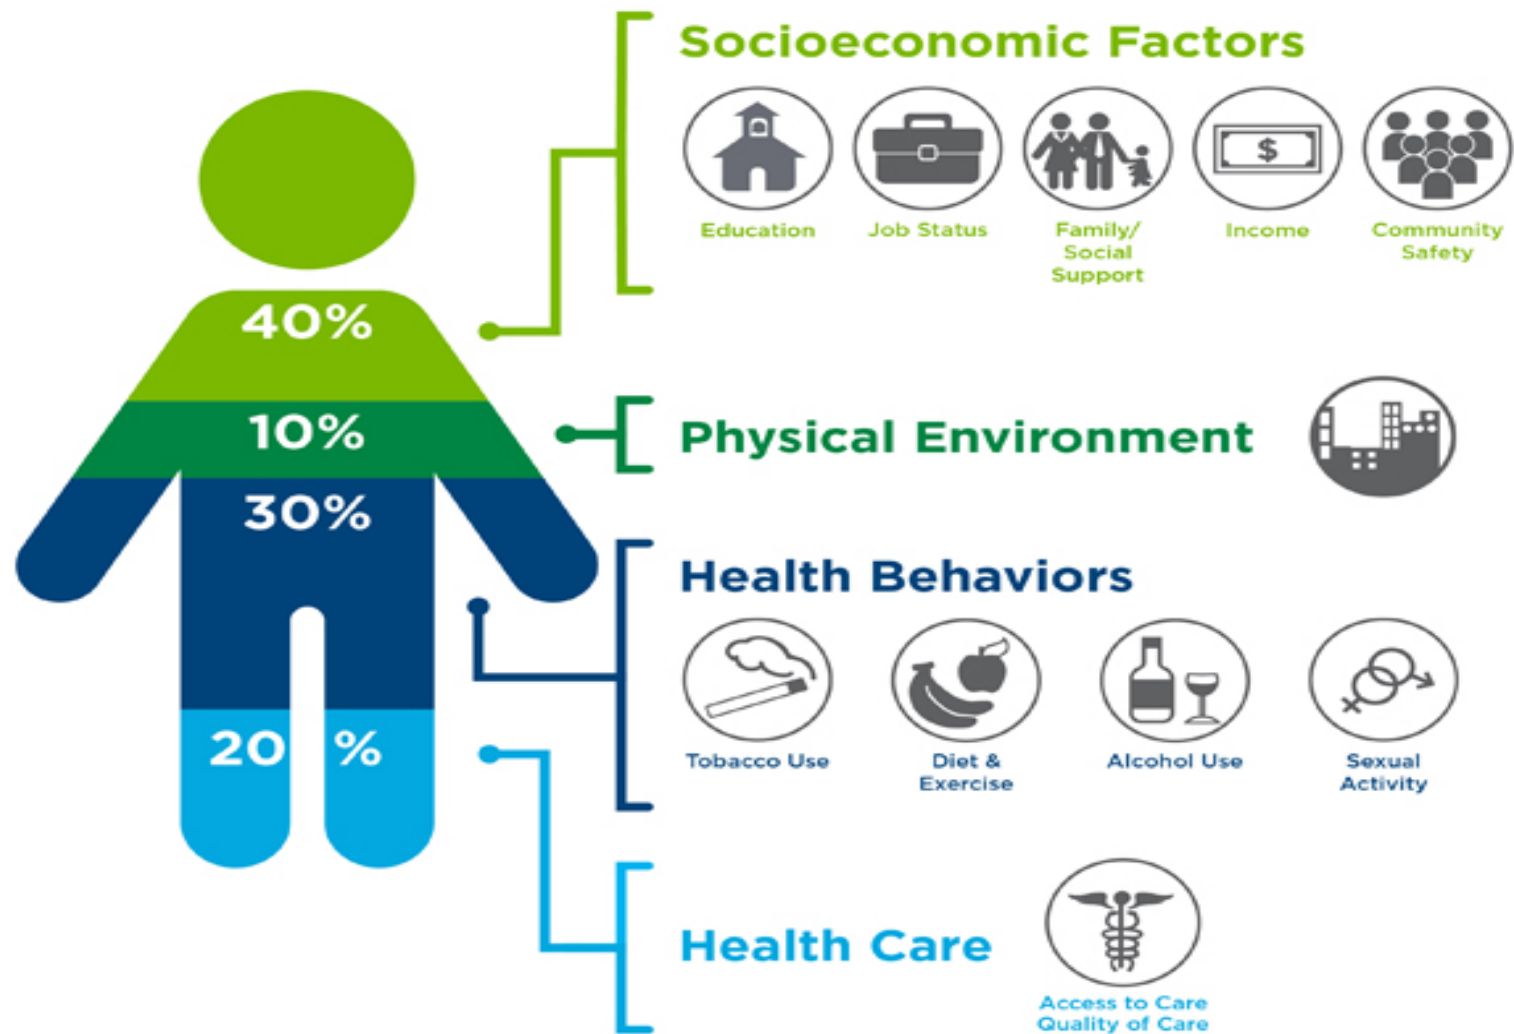 Socioeconomic Factors
$
Education
Job Status
Family/
Social
Support
Income
Community
Safety
40%
10%
Physical Environment
30%
Health Behaviors
Tobacco Use
Diet &
Exercise
Alcohol Use
Sexual
Activity
20 %
Health Care
Access to Care
Quality of Care